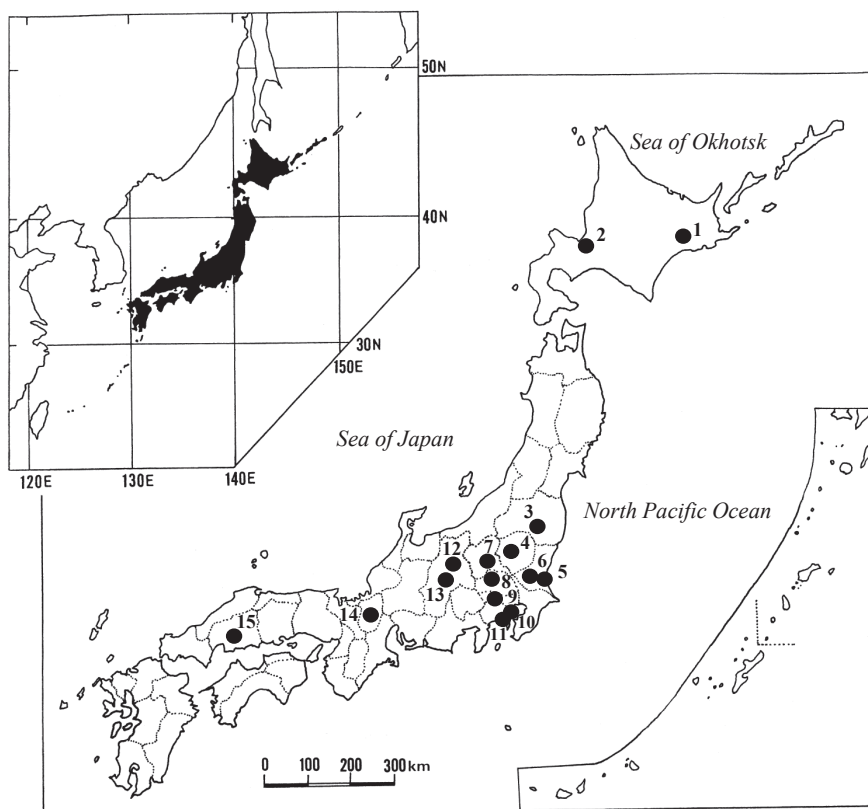 50N
40N
30N
150E
120E
130E
140E
Sea of Okhotsk
1
2
Sea of Japan
North Pacific Ocean
3
4
12
7
6
5
13
8
9
14
10
15
11
0 100 200 300km